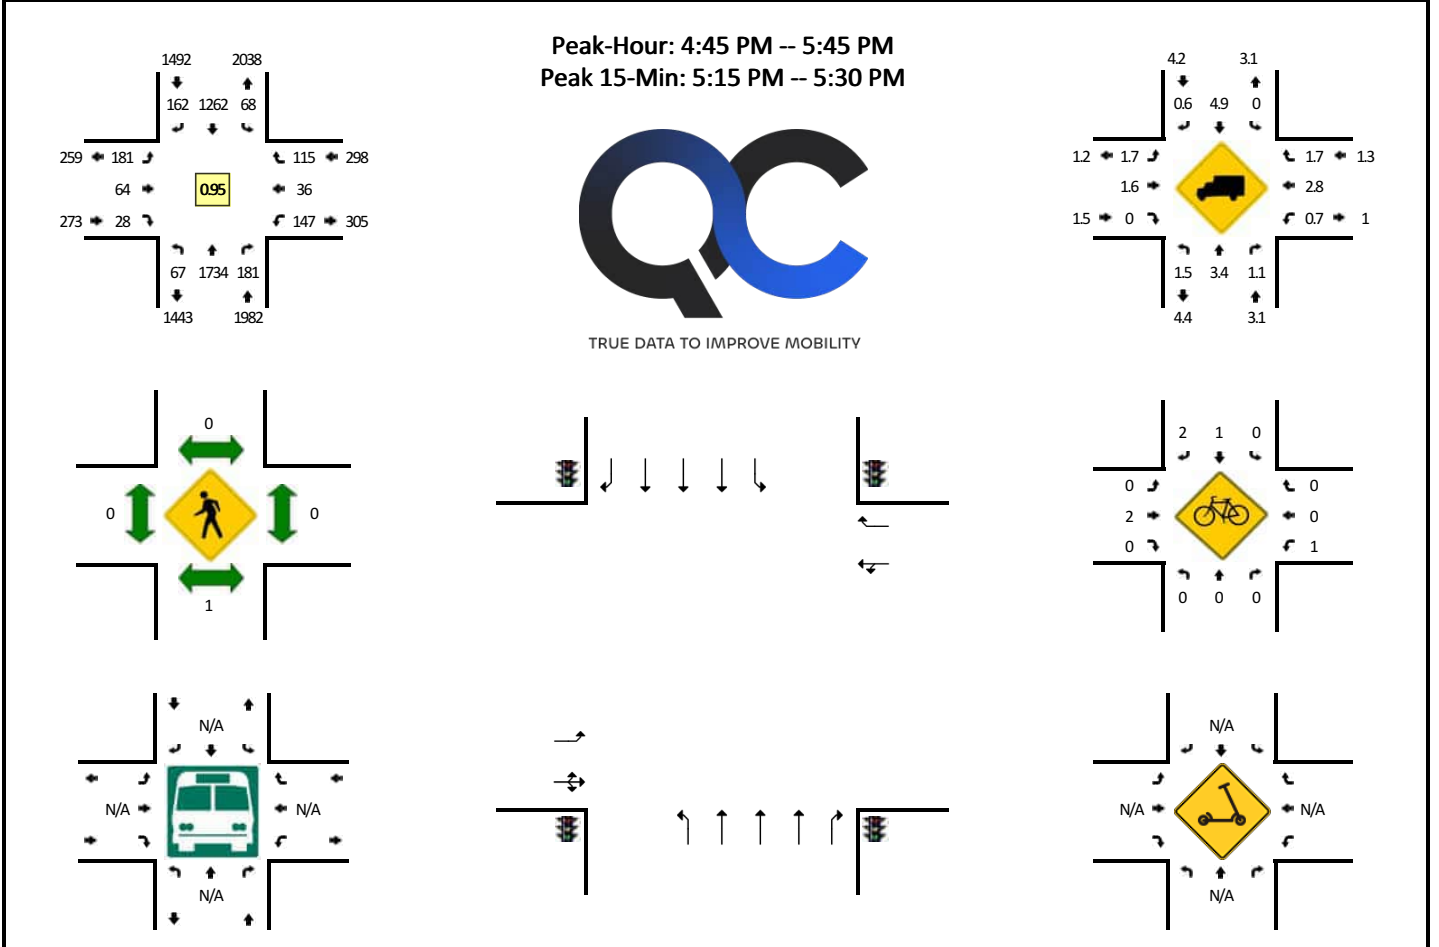 Peak-Hour: 4:45 PM -- 5:45 PM
Peak 15-Min: 5:15 PM -- 5:30 PM
1492 2038
162 1262 68
259 181 115 298
64 0.95 36
273 28 147 305
67 1734 181
1443 1982
QC
TRUE DATA TO IMPROVE MOBILITY
4.2 3.1
0.6 4.9 0
1.2 1.7 1.7 1.3
1.6 2.8
1.5 0 0.7 1
1.5 3.4 1.1
4.4 3.1
0
0 0
1
2 1 0
0 0
2 0
0 1
0 0 0
N/A
N/A N/A
N/A
N/A
N/A N/A
N/A